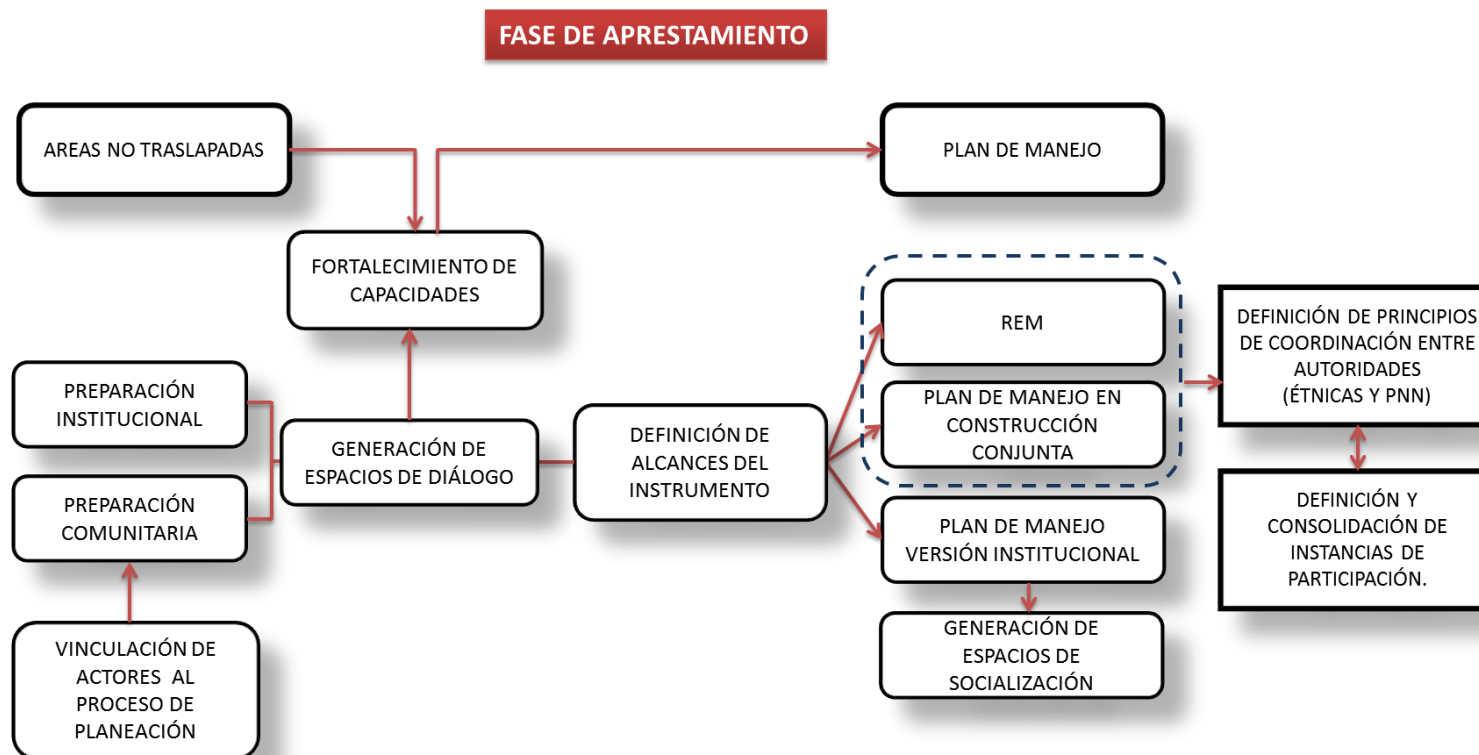 FASE DE APRESTAMIENTO
AREAS NO TRASLAPADAS
PLAN DE MANEJO
FORTALECIMIENTO DE
CAPACIDADES
REM
DEFINICIÓN DE PRINCIPIOS
DE COORDINACIÓN ENTRE
AUTORIDADES
(ÉTNICAS Y PNN)
PREPARACIÓN
INSTITUCIONAL
PLAN DE MANEJO EN
CONSTRUCCIÓN
CONJUNTA
GENERACIÓN DE
ESPACIOS DE DIÁLOGO
DEFINICIÓN DE
ALCANCES DEL
INSTRUMENTO
PREPARACIÓN
COMUNITARIA
PLAN DE MANEJO
VERSIÓN INSTITUCIONAL
DEFINICIÓN Y
CONSOLIDACIÓN DE
INSTANCIAS DE
PARTICIPACIÓN.
VINCULACIÓN DE
ACTORES AL
PROCESO DE
PLANEACIÓN
GENERACIÓN DE
ESPACIOS DE
SOCIALIZACIÓN